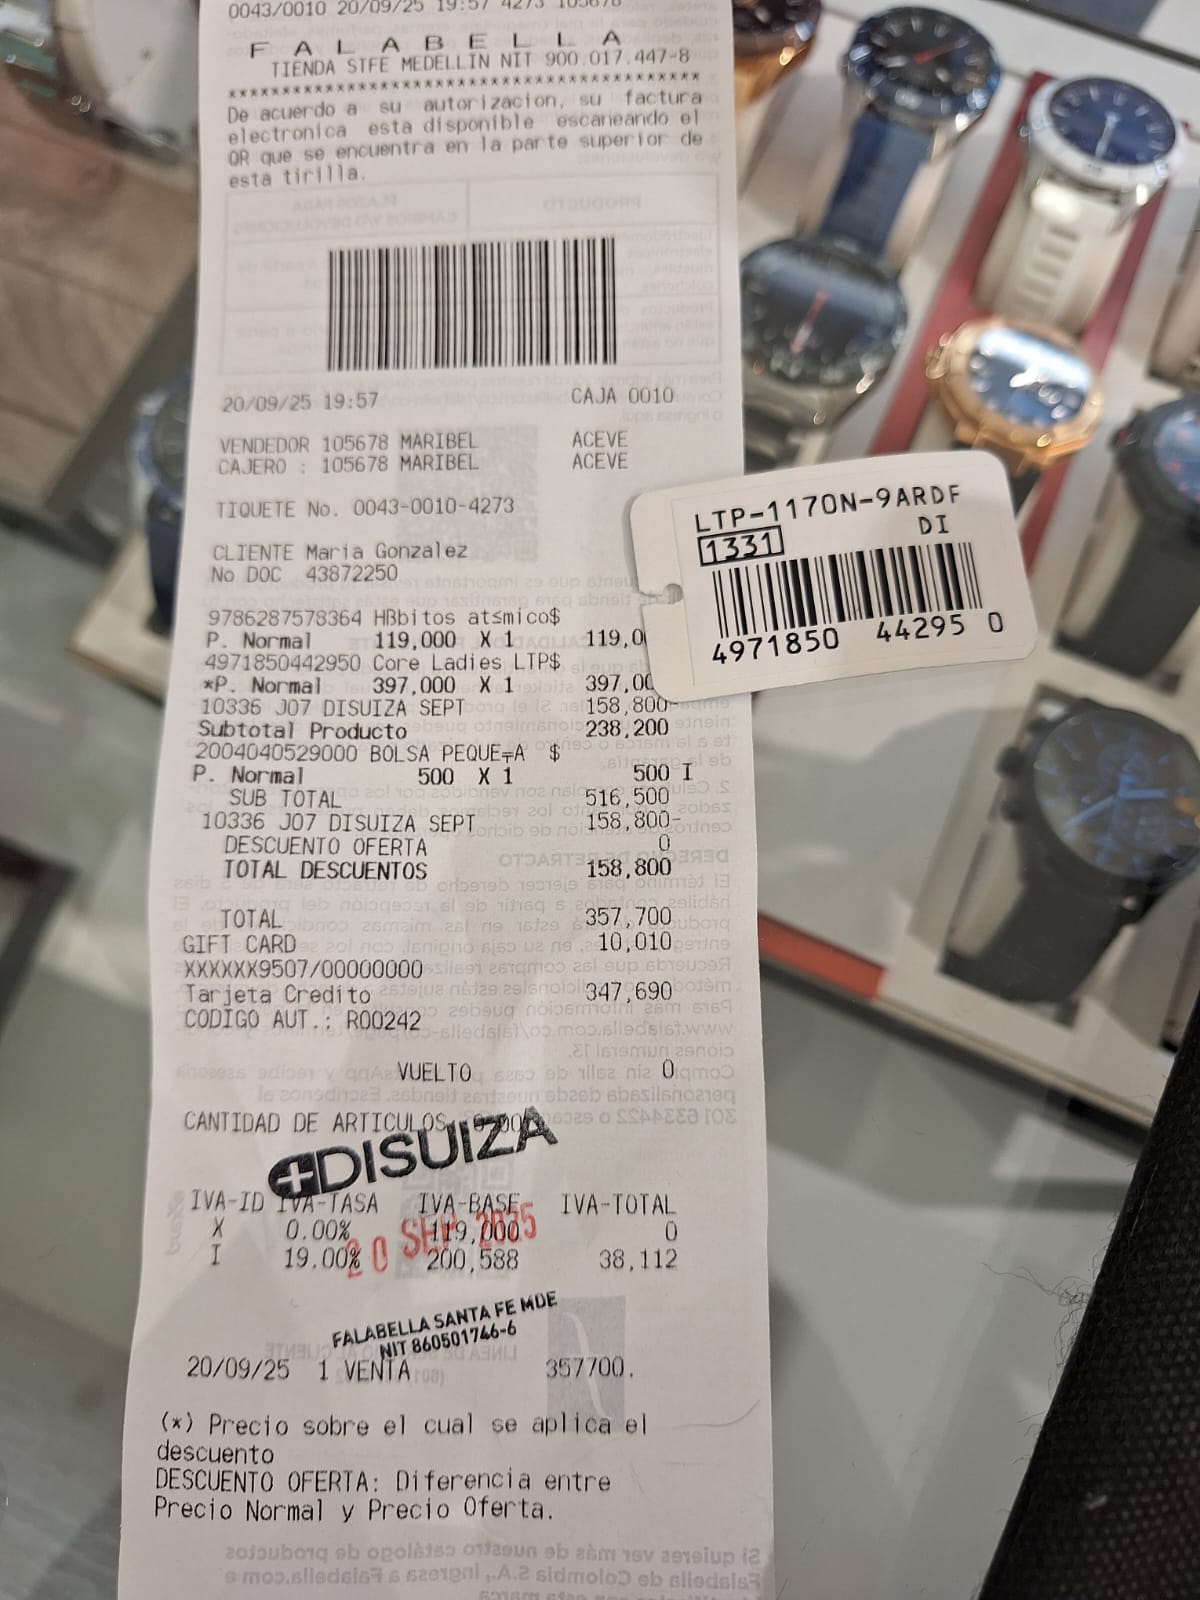 0043/0010 20/09/25 19:57 4273 105678
FALABELLA
TIENDA STFE MEDELLIN NIT 900.017.447-8
****************************************
De acuerdo a su autorizacion, su factura
electronica esta disponible escaneando el
QR que se encuentra en la parte superior de
esta tirilla.
20/09/25 19:57 CAJA 0010
VENDEDOR 105678 MARIBEL ACEVE
CAJERO : 105678 MARIBEL ACEVE
TIQUETE No. 0043-0010-4273
CLIENTE Maria Gonzalez
No DOC 43872250
9786287578364 HBbitos at≤mico$
P. Normal 119,000 X 1 119,0
4971850442950 Core Ladies LTP$
*P. Normal 397,000 X 1 397,00
10336 J07 DISUIZA SEPT 158,800-
Subtotal Producto 238,200
2004040529000 BOLSA PEQUE╤A $
P. Normal 500 X 1 500 I
SUB TOTAL 516,500
10336 J07 DISUIZA SEPT 158,800-
DESCUENTO OFERTA 0
TOTAL DESCUENTOS 158,800
TOTAL 357,700
GIFT CARD 10,010
XXXXXX9507/00000000
Tarjeta Credito 347,690
CODIGO AUT.: R00242
VUELTO 0
CANTIDAD DE ARTICULOS
DISUIZA
IVA-ID IVA-TASA IVA-BASE IVA-TOTAL
X 0.00% 119,000 0
20 SEP 2025
I 19.00% 200,588 38,112
FALABELLA SANTA FE MDE
NIT 860501746-6
20/09/25 1 VENTA 357700.
(*) Precio sobre el cual se aplica el
descuento
DESCUENTO OFERTA: Diferencia entre
Precio Normal y Precio Oferta.
LTP-1170N-9ARDF
DI
1331
4971850 44295 0